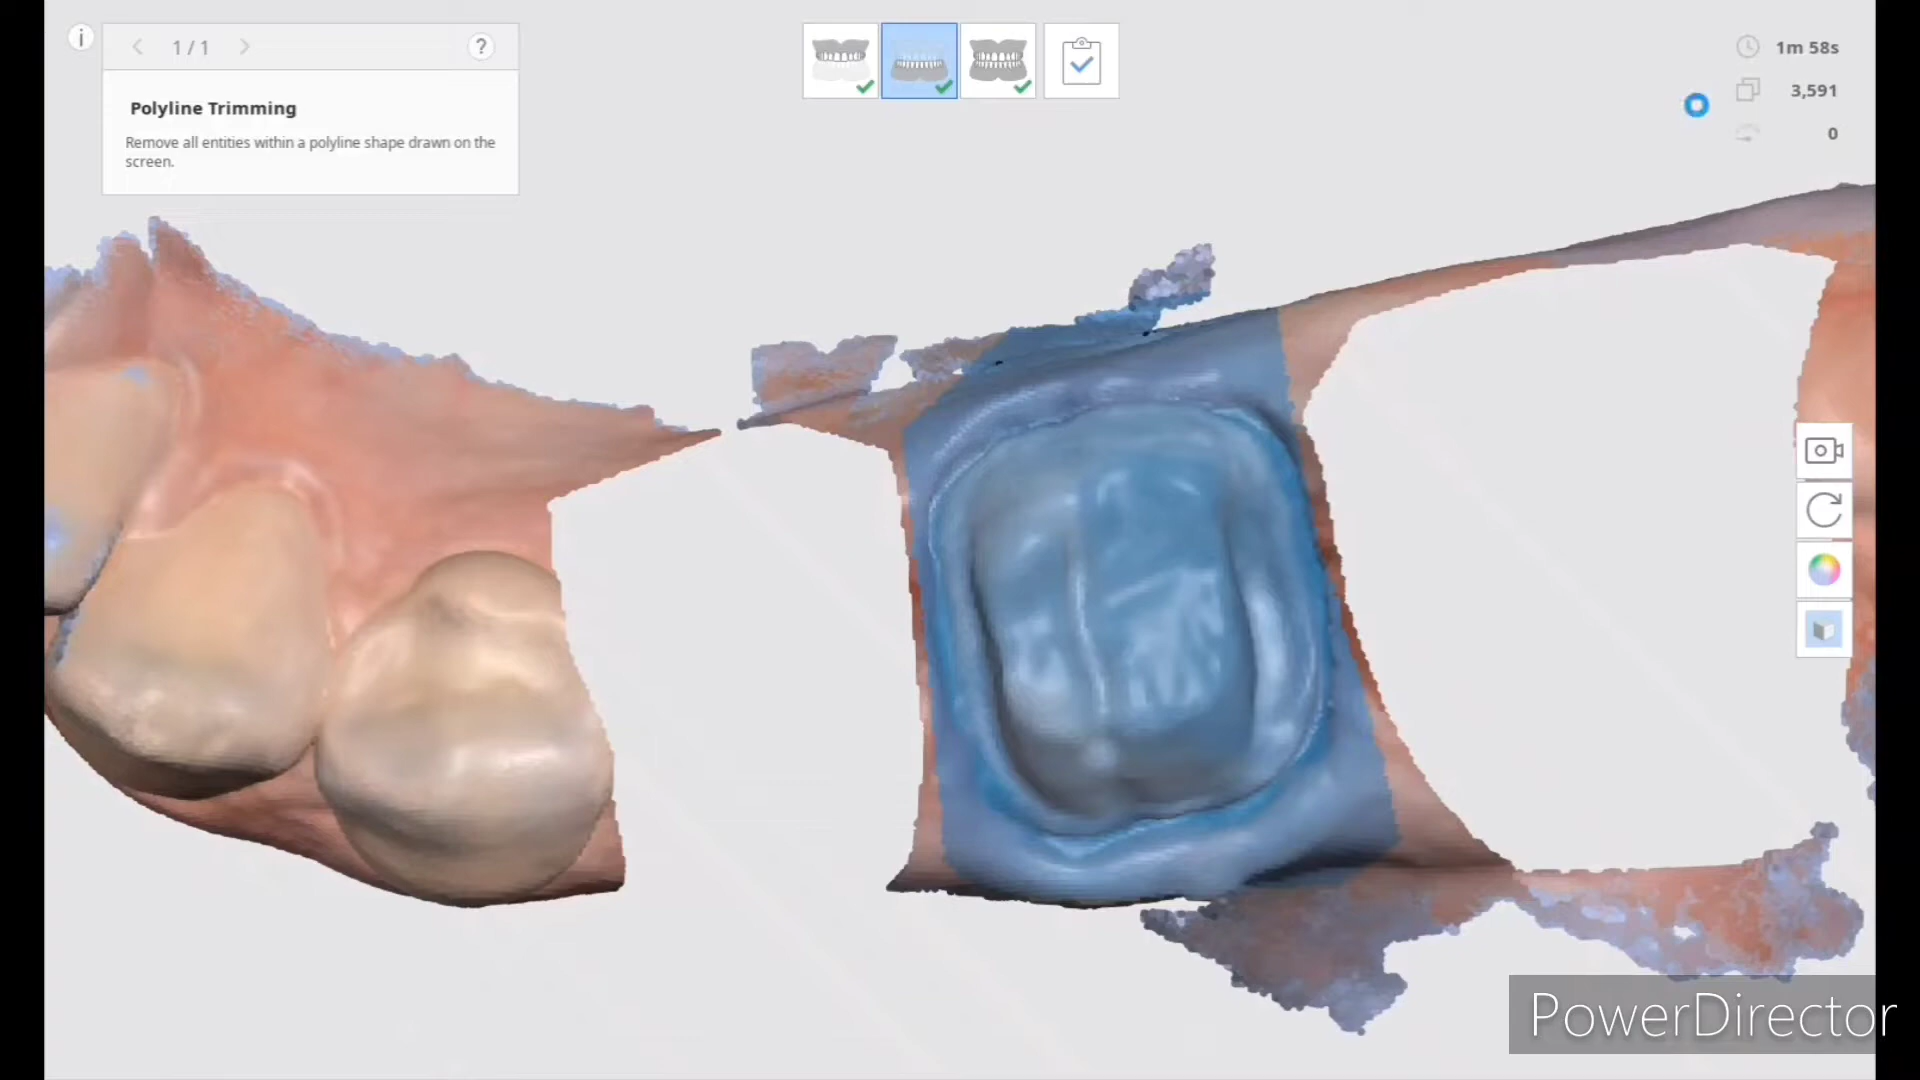 i
1 / 1
?
Polyline Trimming
Remove all entities within a polyline shape drawn on the
screen.
1m 58s
3,591
0
PowerDirector